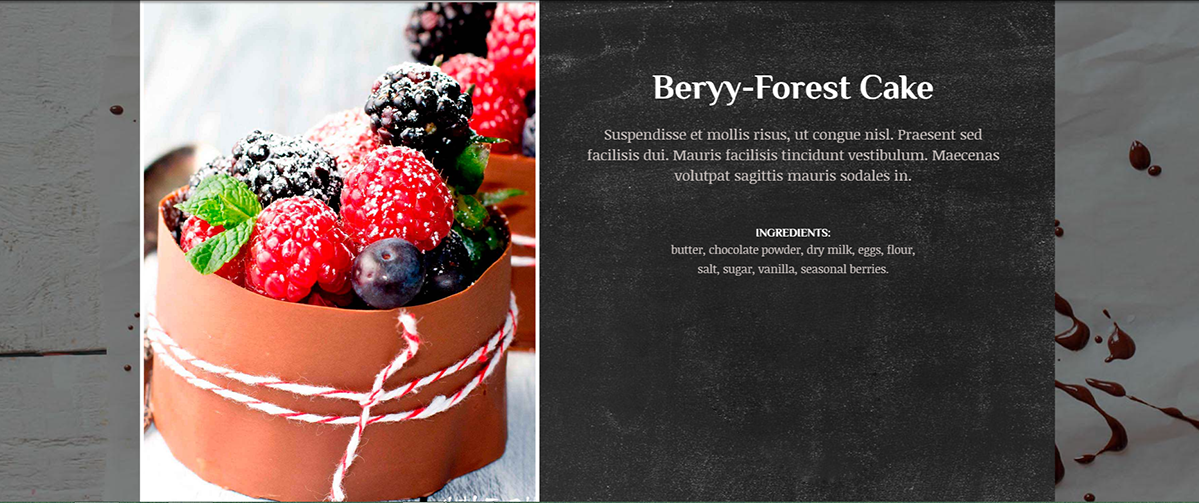 Beryy-Forest Cake
Suspendisse et mollis risus, ut congue nisl. Praesent sed
facilisis dui. Mauris facilisis tincidunt vestibulum. Maecenas
volutpat sagittis mauris sodales in.
INGREDIENTS:
butter, chocolate powder, dry milk, eggs, flour,
salt, sugar, vanilla, seasonal berries.